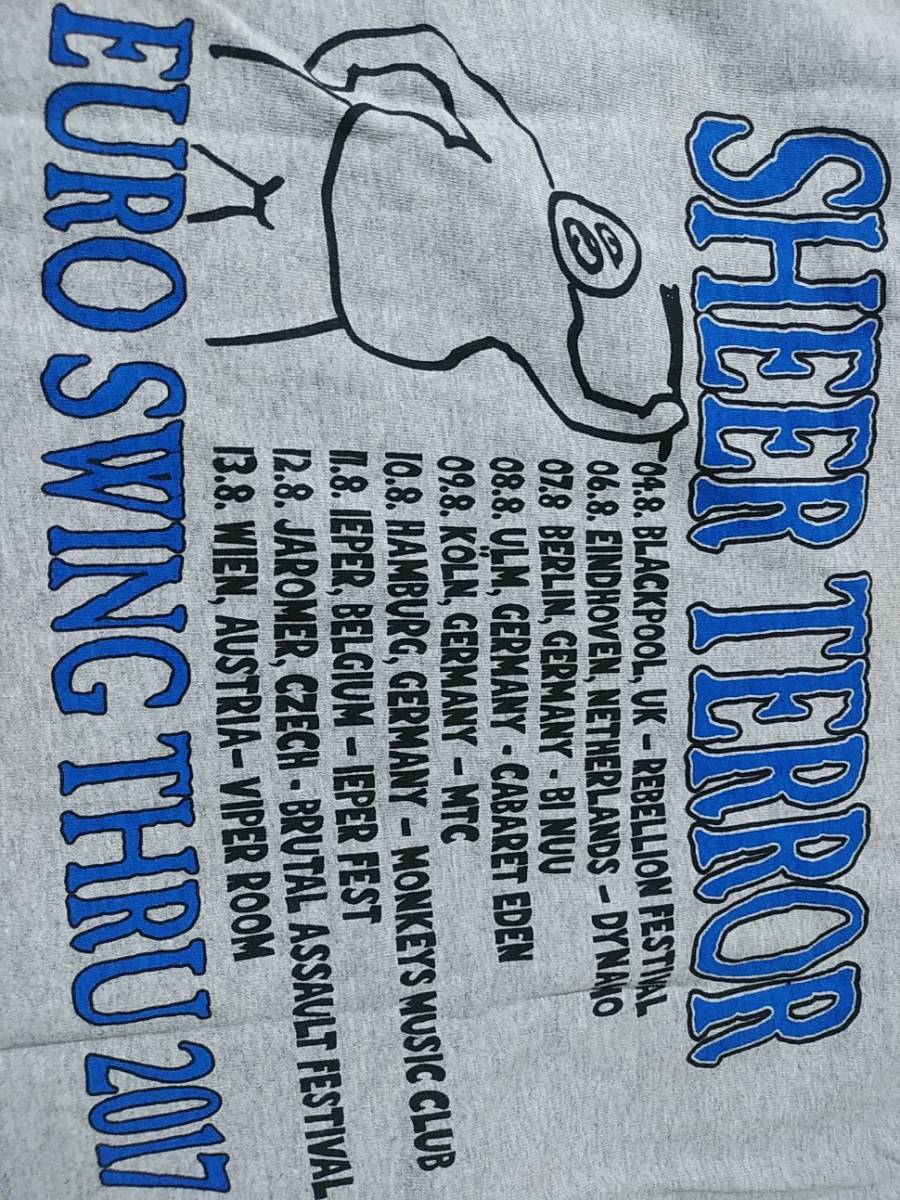 SHEER TERROR
04.8. BLACKPOOL, UK - REBELLION FESTIVAL
06.8. EINDHOVEN, NETHERLANDS - DYNAMO
07.8 BERLIN, GERMANY - BI NUU
08.8. ULM, GERMANY - CABARET EDEN
09.8. KÖLN, GERMANY - MTC
10.8. HAMBURG, GERMANY - MONKEYS MUSIC CLUB
11.8. IEPER, BELGIUM - IEPER FEST
12.8. JAROMER, CZECH - BRUTAL ASSAULT FESTIVAL
13.8. WIEN, AUSTRIA - VIPER ROOM
EURO SWING THRU 2017